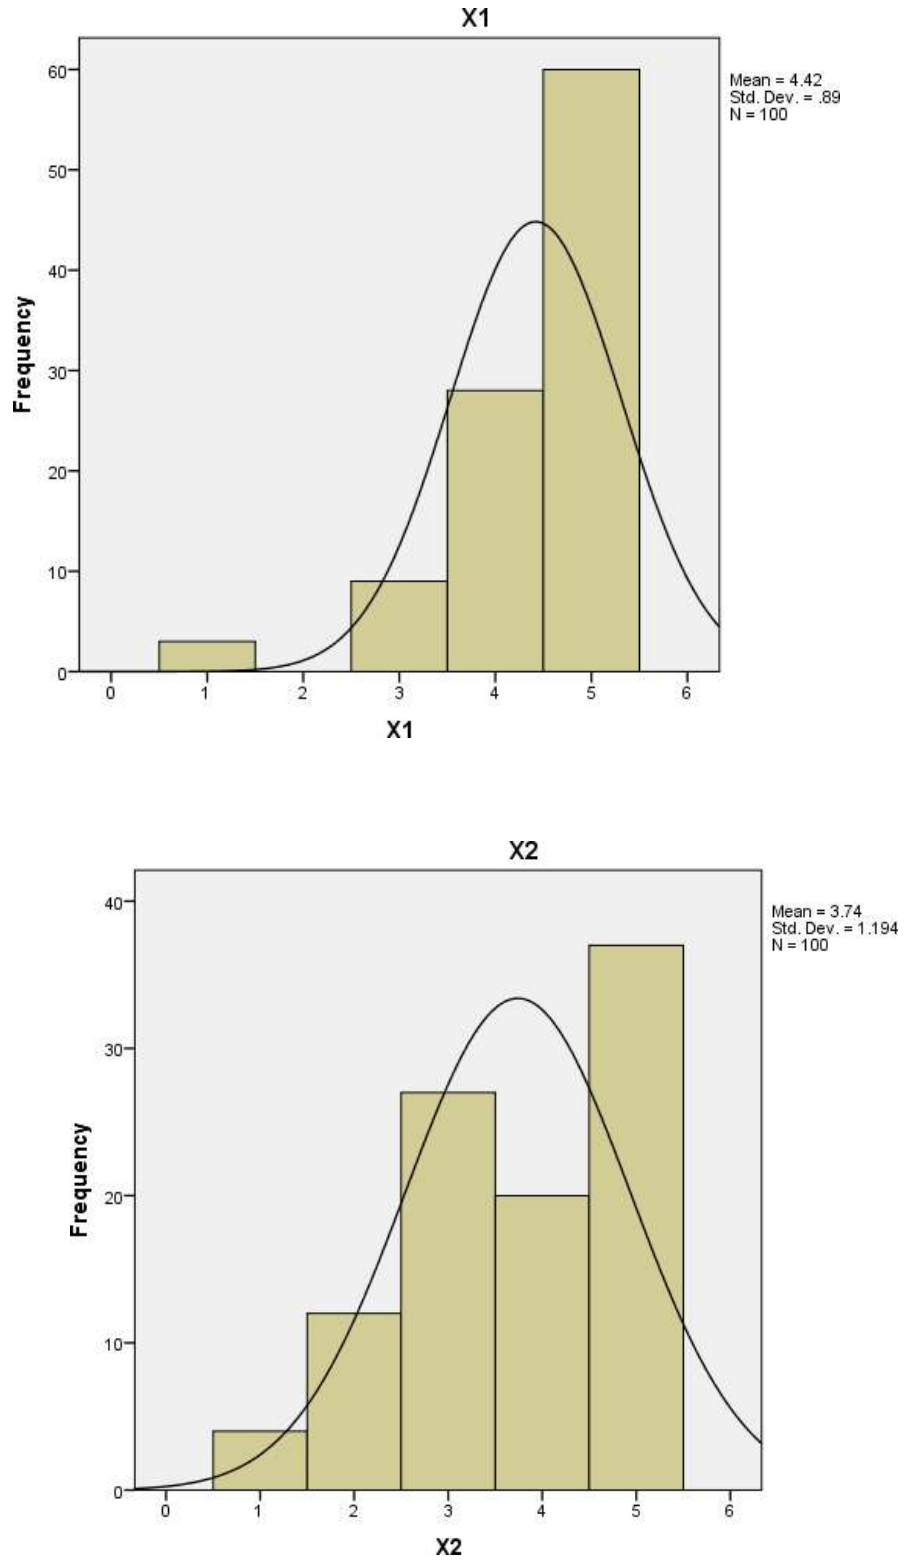 X1
Mean = 4.42
Std. Dev. = .89
N = 100
60
50
40
30
20
10
0
Frequency
0 1 2 3 4 5 6
X1
X2
Mean = 3.74
Std. Dev. = 1.194
N = 100
40
30
20
10
0
Frequency
0 1 2 3 4 5 6
X2